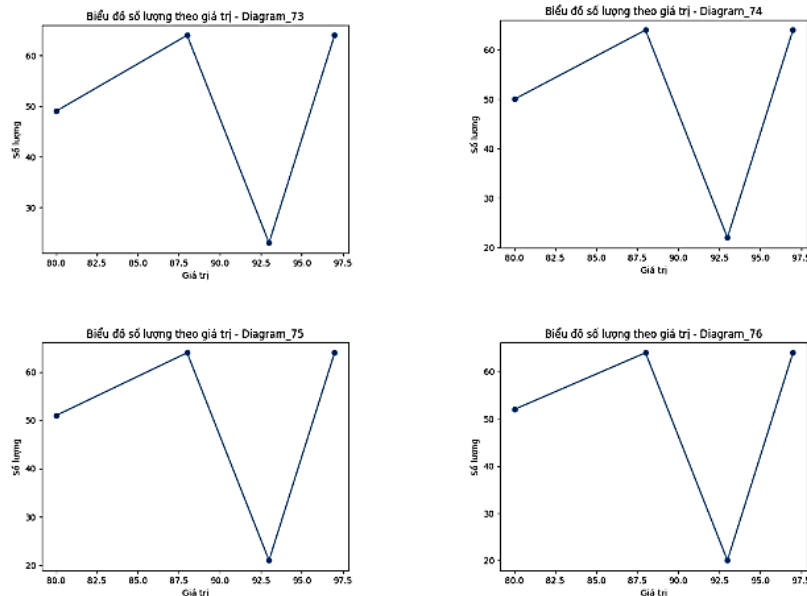 Biểu đồ số lượng theo giá trị - Diagram_73
60
50
40
30
Số lượng
80.0 82.5 85.0 87.5 90.0 92.5 95.0 97.5
Giá trị
Biểu đồ số lượng theo giá trị - Diagram_74
60
50
40
30
20
Số lượng
80.0 82.5 85.0 87.5 90.0 92.5 95.0 97.5
Giá trị
Biểu đồ số lượng theo giá trị - Diagram_75
60
50
40
30
20
Số lượng
80.0 82.5 85.0 87.5 90.0 92.5 95.0 97.5
Giá trị
Biểu đồ số lượng theo giá trị - Diagram_76
60
50
40
30
20
Số lượng
80.0 82.5 85.0 87.5 90.0 92.5 95.0 97.5
Giá trị